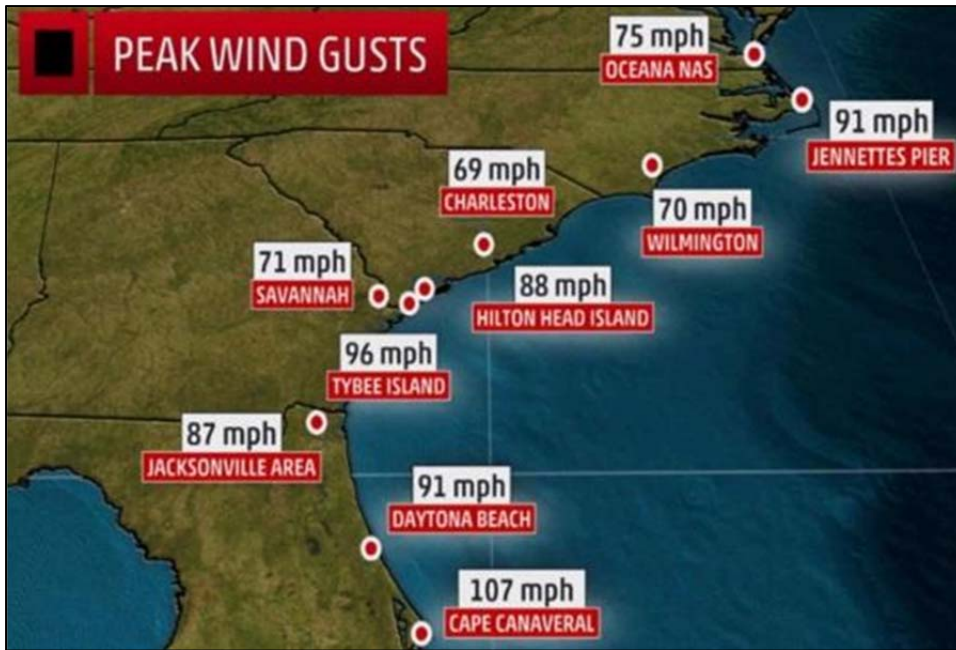 PEAK WIND GUSTS
75 mph
OCEANA NAS
91 mph
JENNETTES PIER
69 mph
CHARLESTON
70 mph
WILMINGTON
71 mph
SAVANNAH
88 mph
HILTON HEAD ISLAND
96 mph
TYBEE ISLAND
87 mph
JACKSONVILLE AREA
91 mph
DAYTONA BEACH
107 mph
CAPE CANAVERAL